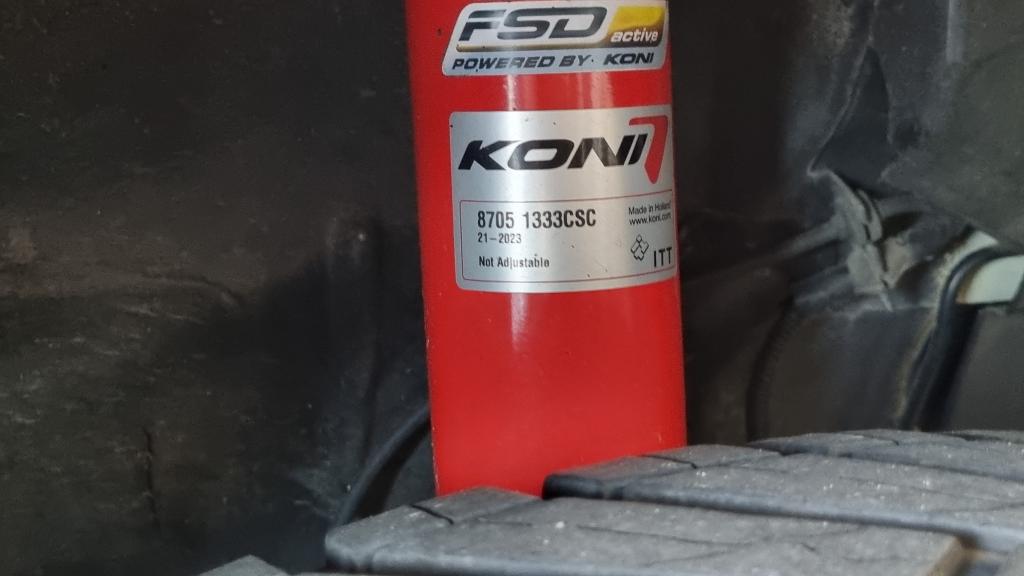 FSD
active
POWERED BY KONI
KONI
8705 1333CSC
21-2023
Not Adjustable
Made in Holland
www.koni.com
ITT